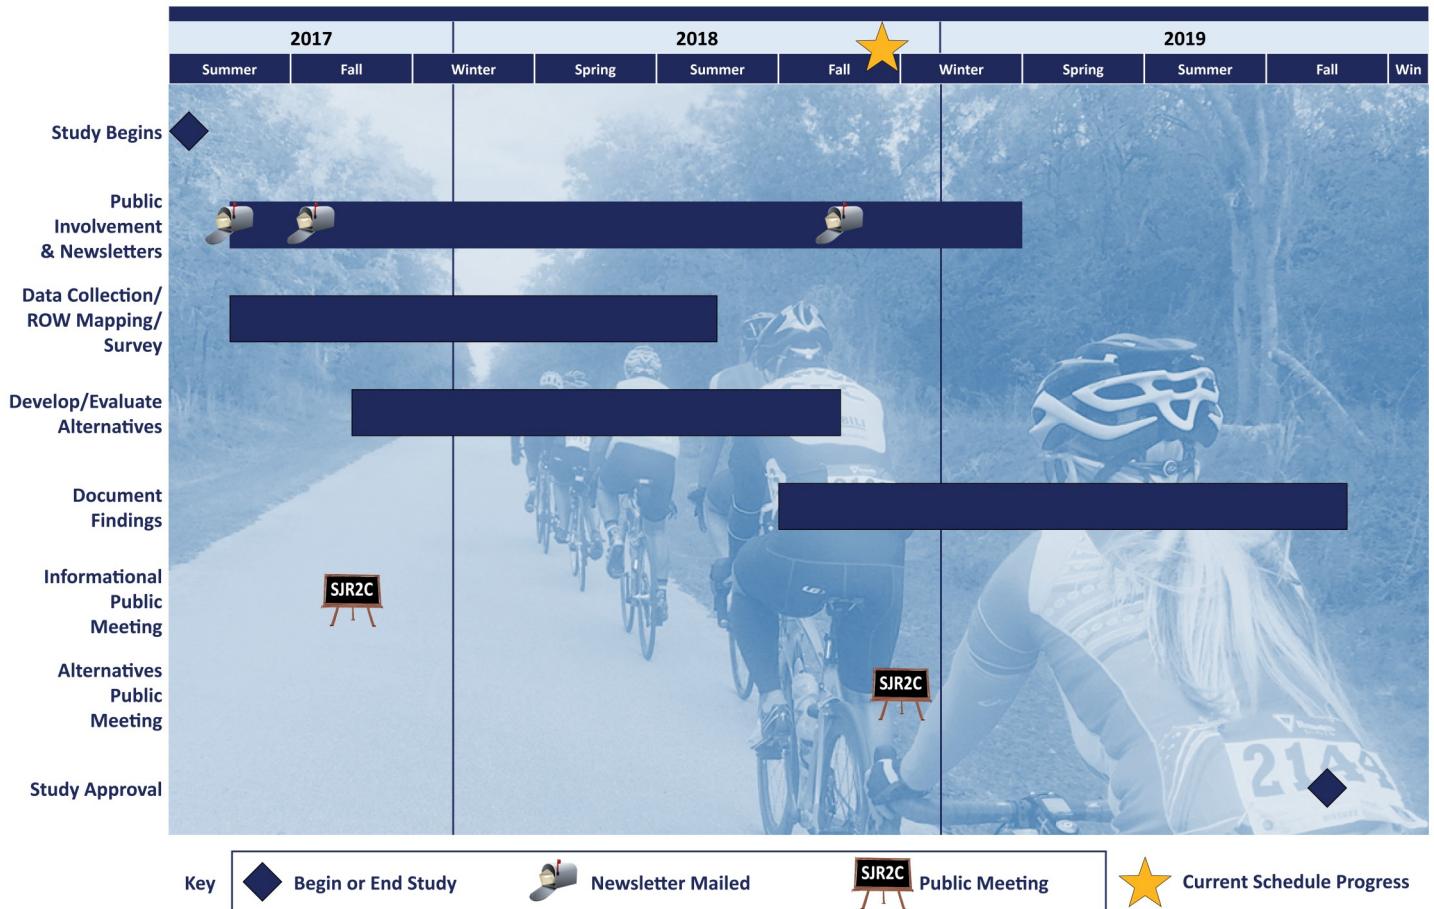 2017 2018 2019
Summer Fall Winter Spring Summer Fall Winter Spring Summer Fall Win
Study Begins
Public
Involvement
& Newsletters
Data Collection/
ROW Mapping/
Survey
Develop/Evaluate
Alternatives
Document
Findings
Informational
Public
Meeting
SJR2C
Alternatives
Public
Meeting
SJR2C
Study Approval
2144
Key
Begin or End Study
Newsletter Mailed
SJR2C
Public Meeting
Current Schedule Progress